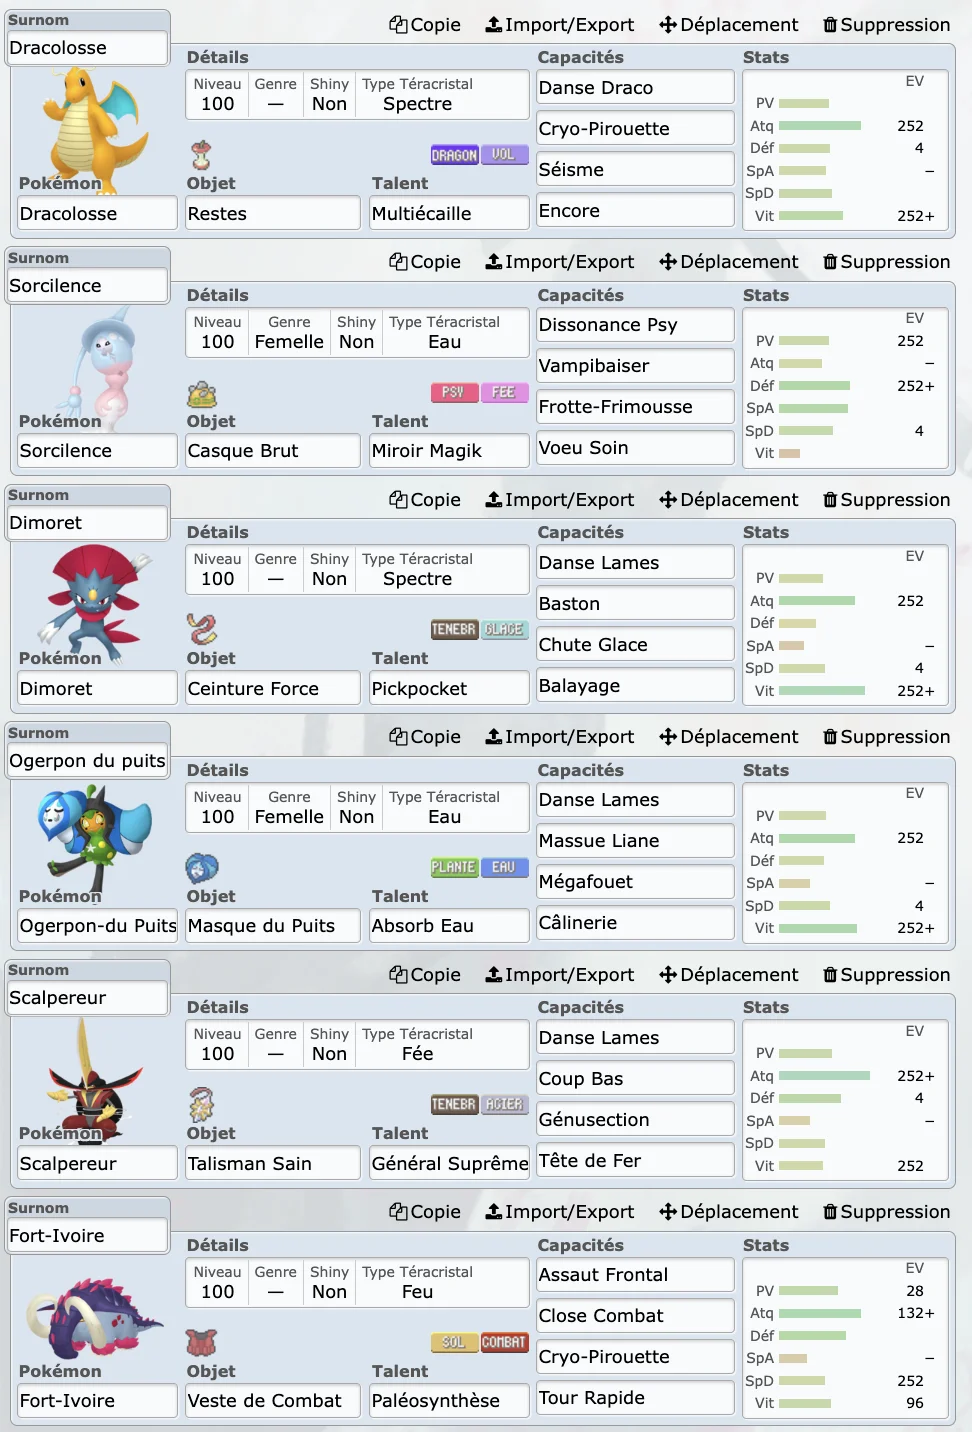 Surnom
Copie Import/Export Déplacement Suppression
Dracolosse
Détails
Capacités
Stats
Niveau Genre Shiny Type Téracristal
100 — Non Spectre
DRAGON VOL
Pokémon
Objet
Talent
Dracolosse
Restes
Multiécaille
Danse Draco
Cryo-Pirouette
Séisme
Encore
EV
PV
Atq 252
Déf 4
SpA –
SpD
Vit 252+
Surnom
Copie Import/Export Déplacement Suppression
Sorcilence
Détails
Capacités
Stats
Niveau Genre Shiny Type Téracristal
100 Femelle Non Eau
PSY FEE
Pokémon
Objet
Talent
Sorcilence
Casque Brut
Miroir Magik
Dissonance Psy
Vampibaiser
Frotte-Frimousse
Voeu Soin
EV
PV 252
Atq –
Déf 252+
SpA
SpD 4
Vit
Surnom
Copie Import/Export Déplacement Suppression
Dimoret
Détails
Capacités
Stats
Niveau Genre Shiny Type Téracristal
100 — Non Spectre
TENEBR GLACE
Pokémon
Objet
Talent
Dimoret
Ceinture Force
Pickpocket
Danse Lames
Baston
Chute Glace
Balayage
EV
PV
Atq 252
Déf
SpA –
SpD 4
Vit 252+
Surnom
Copie Import/Export Déplacement Suppression
Ogerpon du puits
Détails
Capacités
Stats
Niveau Genre Shiny Type Téracristal
100 Femelle Non Eau
PLANTE EAU
Pokémon
Objet
Talent
Ogerpon-du Puits
Masque du Puits
Absorb Eau
Danse Lames
Massue Liane
Mégafouet
Câlinerie
EV
PV
Atq 252
Déf
SpA –
SpD 4
Vit 252+
Surnom
Copie Import/Export Déplacement Suppression
Scalpereur
Détails
Capacités
Stats
Niveau Genre Shiny Type Téracristal
100 — Non Fée
TENEBR ACIER
Pokémon
Objet
Talent
Scalpereur
Talisman Sain
Général Suprême
Danse Lames
Coup Bas
Génusection
Tête de Fer
EV
PV
Atq 252+
Déf 4
SpA –
SpD
Vit 252
Surnom
Copie Import/Export Déplacement Suppression
Fort-Ivoire
Détails
Capacités
Stats
Niveau Genre Shiny Type Téracristal
100 — Non Feu
SOL COMBAT
Pokémon
Objet
Talent
Fort-Ivoire
Veste de Combat
Paléosynthèse
Assaut Frontal
Close Combat
Cryo-Pirouette
Tour Rapide
EV
PV 28
Atq 132+
Déf
SpA –
SpD 252
Vit 96